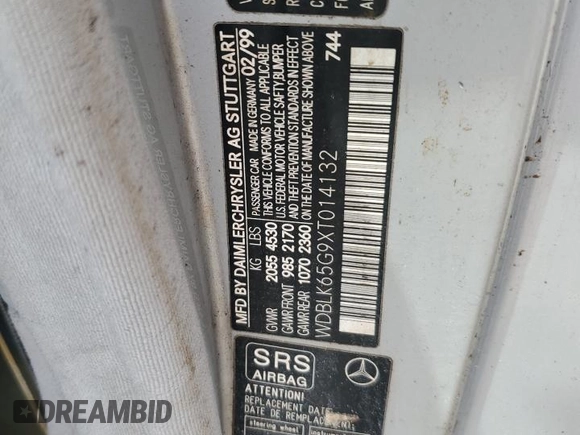 MFD BY DAIMLERCHRYSLER AG STUTTGART
PASSENGER CAR MADE IN GERMANY 02/99
KG LBS THIS VEHICLE CONFORMS TO ALL APPLICABLE
GVWR 2055 4530 U.S. FEDERAL MOTOR VEHICLE SAFTY BUMPER
GAWR FRONT 985 2170 AND THEFT PREVENTION STANDARDS IN EFFECT
GAWR REAR 1070 2360 ON THE DATE OF MANUFACTURE SHOWN ABOVE
WDBLK65G9XT014132
744
SRS
AIRBAG
ATTENTION!
REPLACEMENT DATE:
DATE DE REMPLACEMENT
steering wheel
DREAMBID